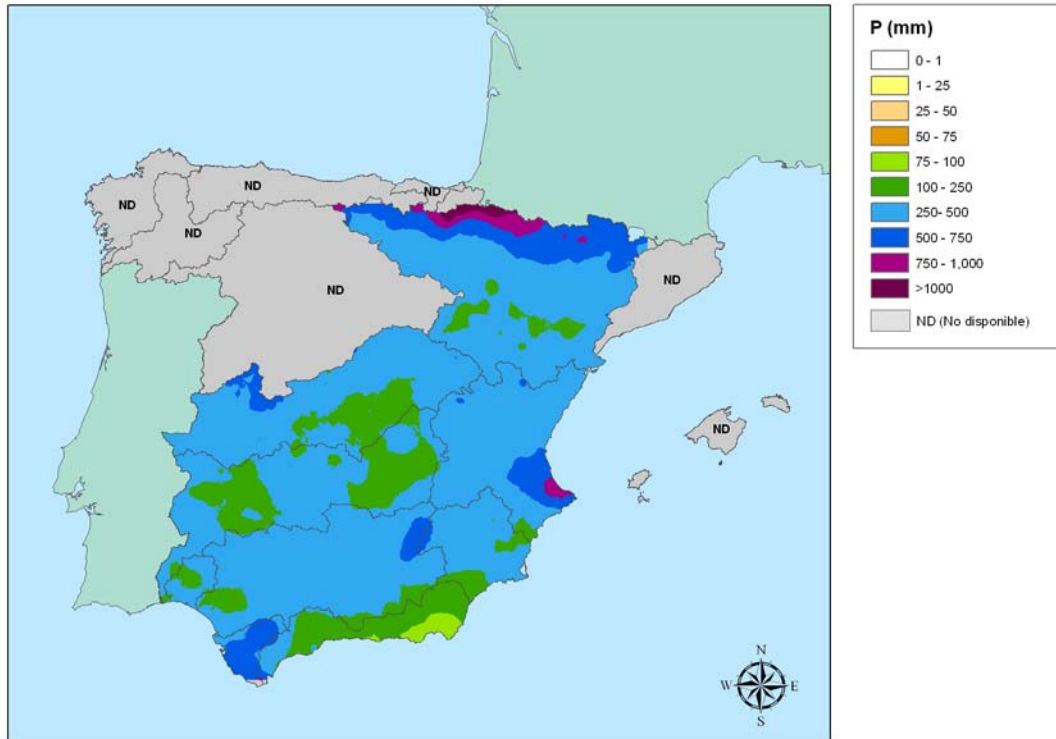 P (mm)
0 - 1
1 - 25
25 - 50
50 - 75
75 - 100
100 - 250
250- 500
500 - 750
750 - 1,000
>1000
ND (No disponible)
ND
ND
ND
ND
ND
ND
ND
N
W
E
S